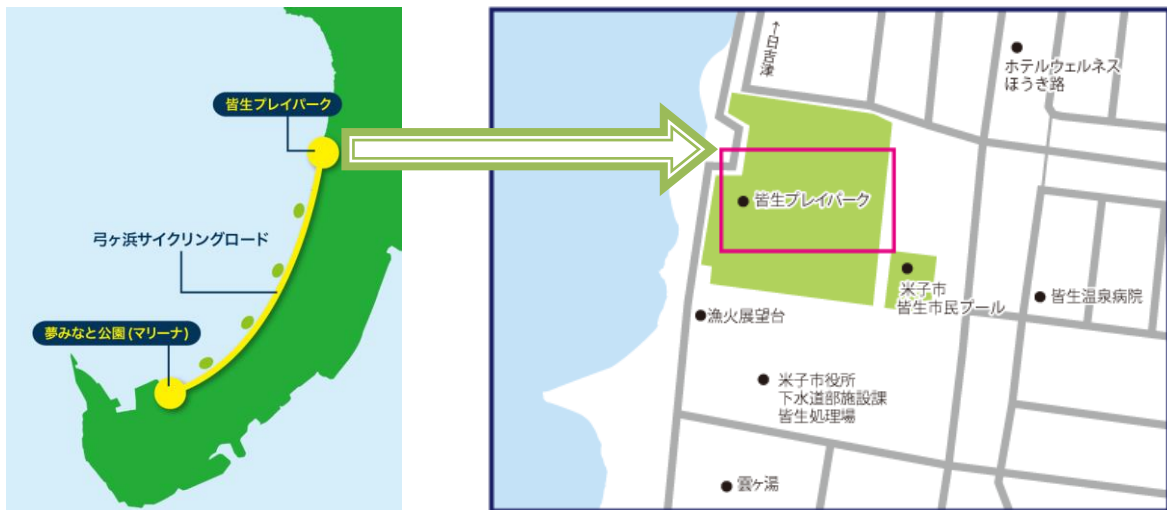 皆生プレイパーク
弓ヶ浜サイクリングロード
夢みなと公園(マリーナ)
↑日吉津
ホテルウェルネス
ほうき路
皆生プレイパーク
米子市
皆生市民プール
皆生温泉病院
漁火展望台
米子市役所
下水道部施設課
皆生処理場
雲ヶ湯